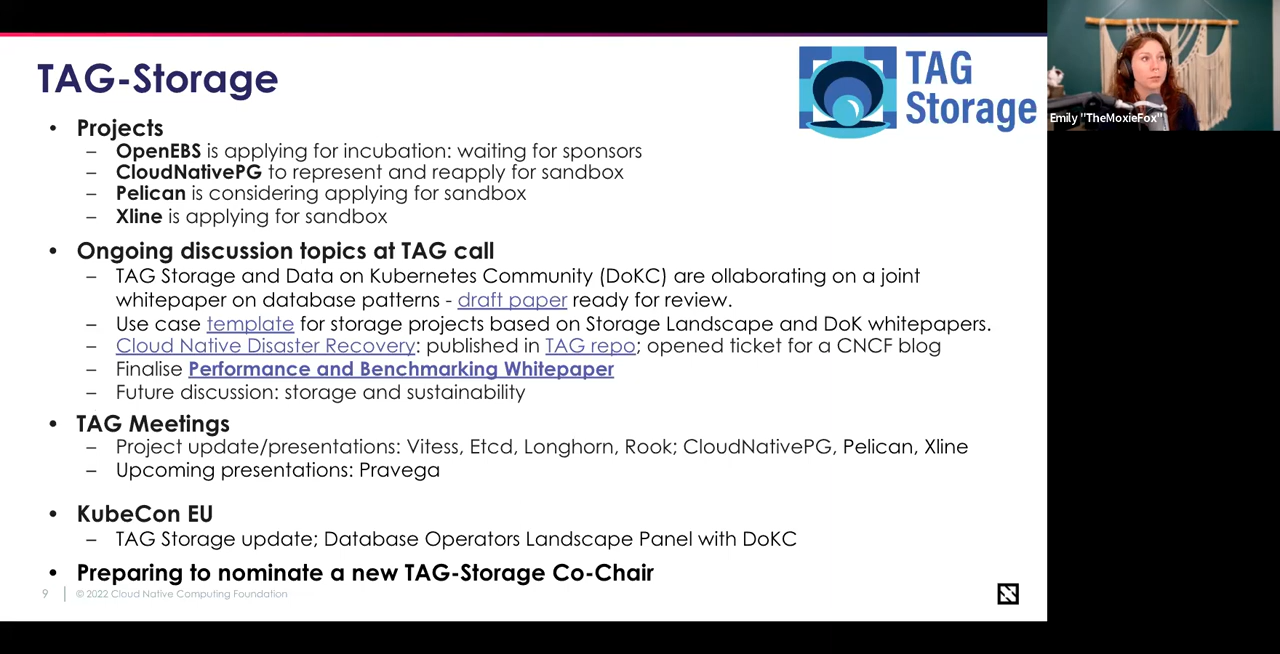 TAG-Storage
TAG
Storage
Emily "TheMoxieFox"
• Projects
– OpenEBS is applying for incubation: waiting for sponsors
– CloudNativePG to represent and reapply for sandbox
– Pelican is considering applying for sandbox
– Xline is applying for sandbox
• Ongoing discussion topics at TAG call
– TAG Storage and Data on Kubernetes Community (DoKC) are ollaborating on a joint
whitepaper on database patterns - draft paper ready for review.
– Use case template for storage projects based on Storage Landscape and DoK whitepapers.
– Cloud Native Disaster Recovery: published in TAG repo; opened ticket for a CNCF blog
– Finalise Performance and Benchmarking Whitepaper
– Future discussion: storage and sustainability
• TAG Meetings
– Project update/presentations: Vitess, Etcd, Longhorn, Rook; CloudNativePG, Pelican, Xline
– Upcoming presentations: Pravega
• KubeCon EU
– TAG Storage update; Database Operators Landscape Panel with DoKC
• Preparing to nominate a new TAG-Storage Co-Chair
9 | © 2022 Cloud Native Computing Foundation